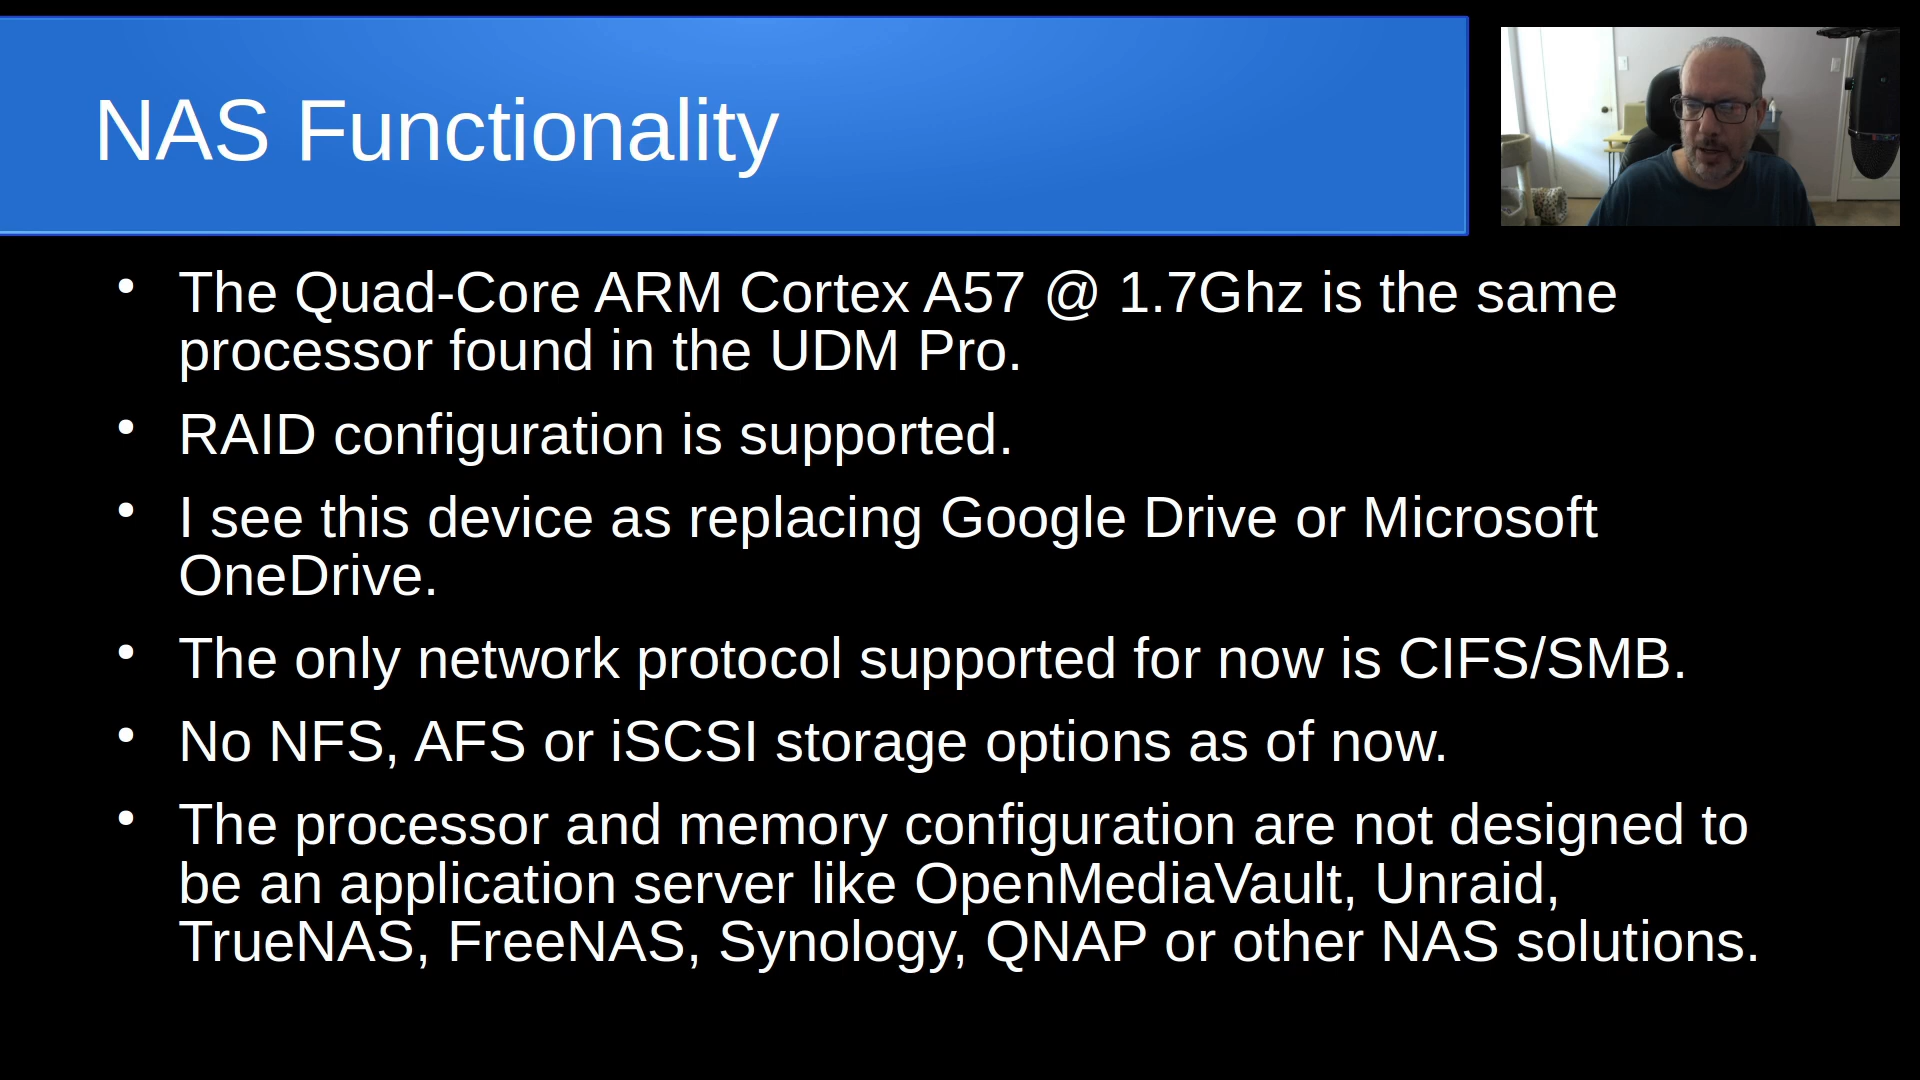 NAS Functionality
• The Quad-Core ARM Cortex A57 @ 1.7Ghz is the same
processor found in the UDM Pro.
• RAID configuration is supported.
• I see this device as replacing Google Drive or Microsoft
OneDrive.
• The only network protocol supported for now is CIFS/SMB.
• No NFS, AFS or iSCSI storage options as of now.
• The processor and memory configuration are not designed to
be an application server like OpenMediaVault, Unraid,
TrueNAS, FreeNAS, Synology, QNAP or other NAS solutions.